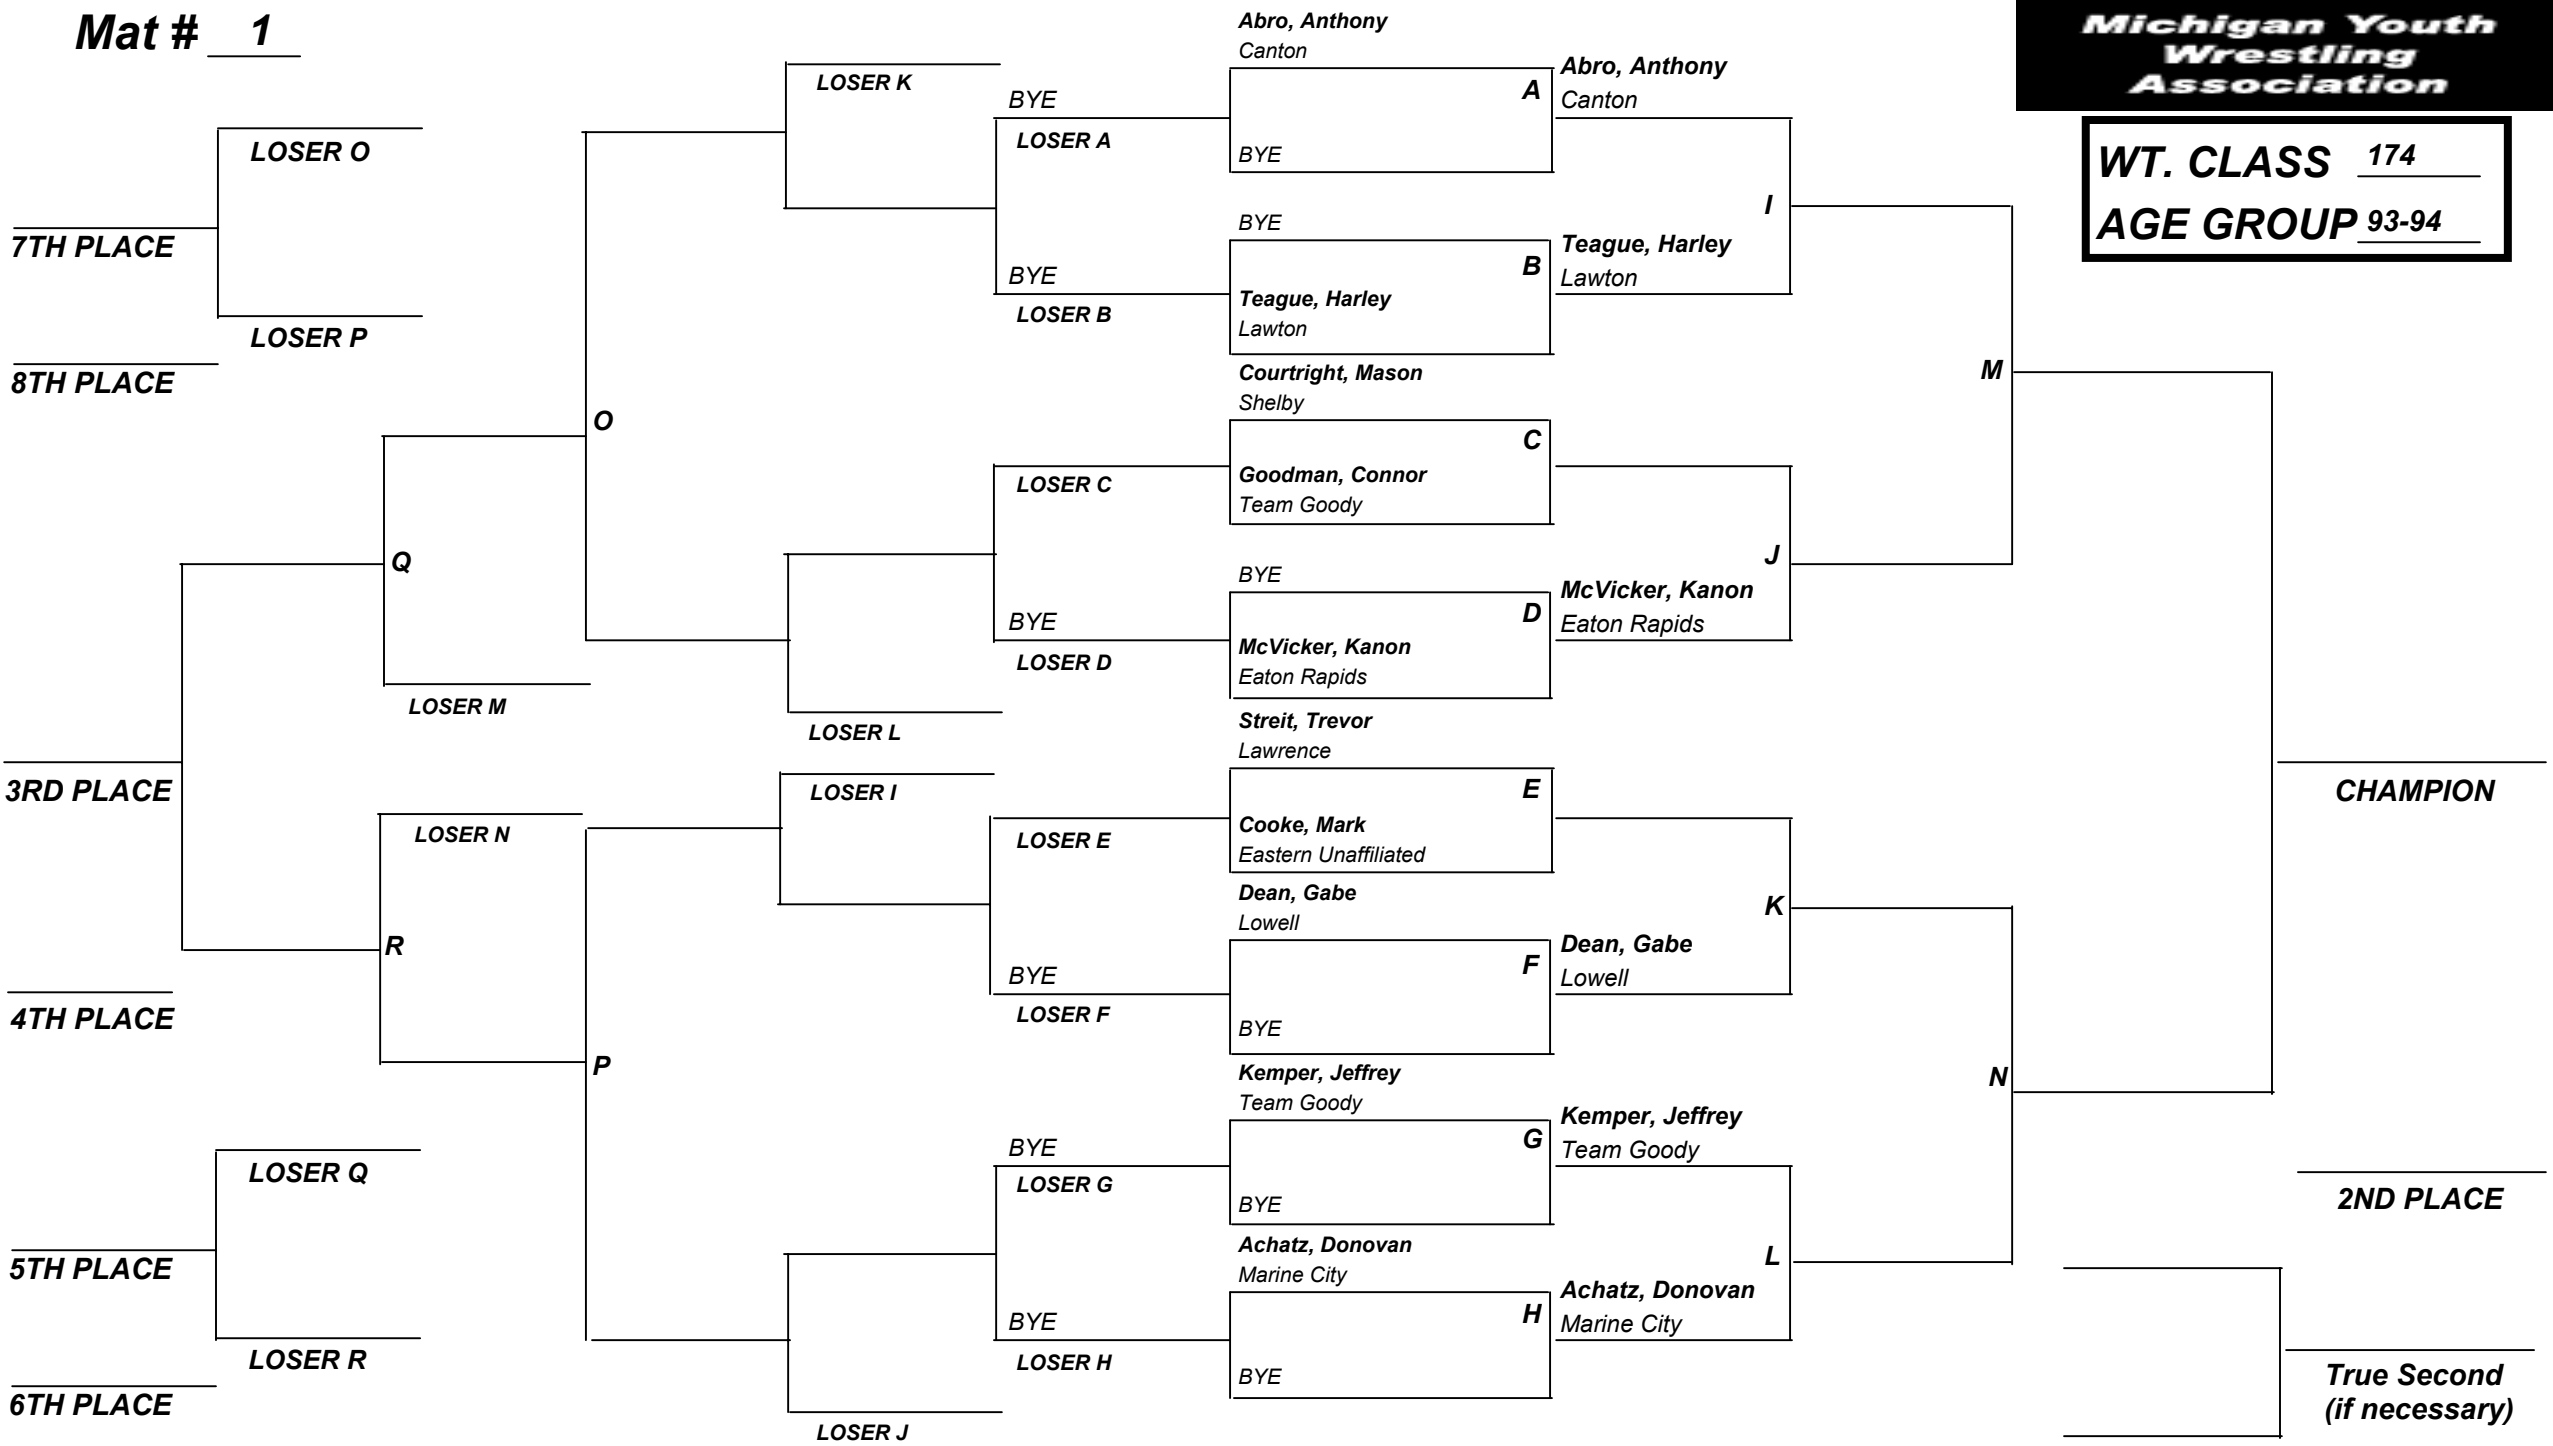 Mat # 1
Michigan Youth
Wrestling
Association
WT. CLASS 174
AGE GROUP 93-94
LOSER O
7TH PLACE
LOSER P
8TH PLACE
Q
LOSER M
3RD PLACE
LOSER N
R
4TH PLACE
LOSER Q
5TH PLACE
LOSER R
6TH PLACE
O
P
LOSER K
LOSER L
LOSER I
LOSER J
BYE
LOSER A
BYE
LOSER B
LOSER C
BYE
LOSER D
LOSER E
BYE
LOSER F
BYE
LOSER G
BYE
LOSER H
Abro, Anthony
Canton
A
BYE
BYE
B
Teague, Harley
Lawton
Courtright, Mason
Shelby
C
Goodman, Connor
Team Goody
BYE
D
McVicker, Kanon
Eaton Rapids
Streit, Trevor
Lawrence
E
Cooke, Mark
Eastern Unaffiliated
Dean, Gabe
Lowell
F
BYE
Kemper, Jeffrey
Team Goody
G
BYE
Achatz, Donovan
Marine City
H
BYE
Abro, Anthony
Canton
I
Teague, Harley
Lawton
J
McVicker, Kanon
Eaton Rapids
K
Dean, Gabe
Lowell
Kemper, Jeffrey
Team Goody
L
Achatz, Donovan
Marine City
M
N
CHAMPION
2ND PLACE
True Second
(if necessary)